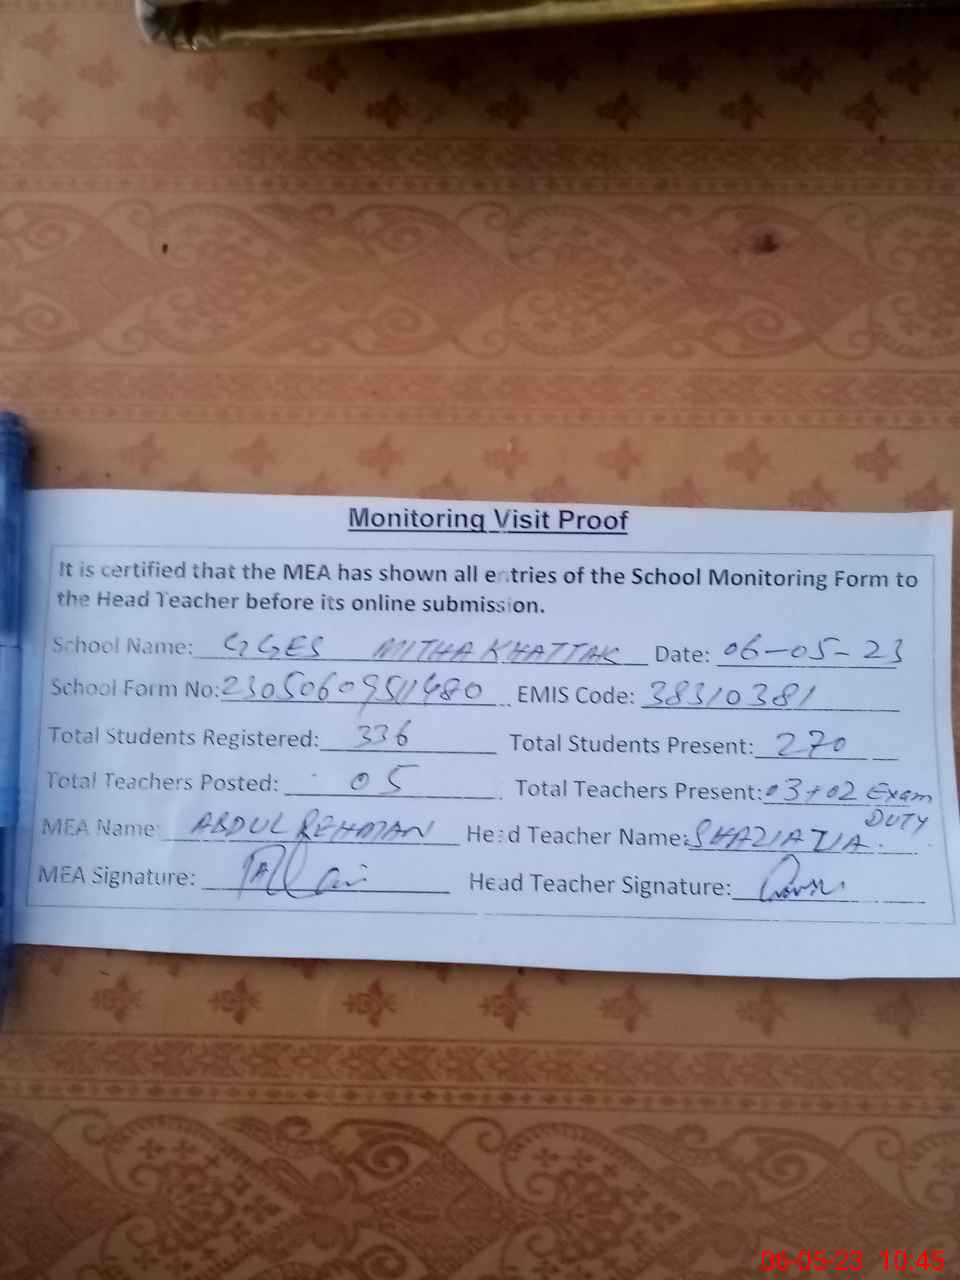 Monitoring Visit Proof
It is certified that the MEA has shown all entries of the School Monitoring Form to
the Head Teacher before its online submission.
School Name: GGES MITHA KHATTAK Date: 06-05-23
School Form No: 23050609511480 EMIS Code: 38310381
Total Students Registered: 336 Total Students Present: 270
Total Teachers Posted: 05 Total Teachers Present: 03+02 Exam
DUTY
MEA Name: ABDUL REHMAN Head Teacher Name: SHAZIA ZIA.
MEA Signature: Head Teacher Signature:
06-05-23 10:45